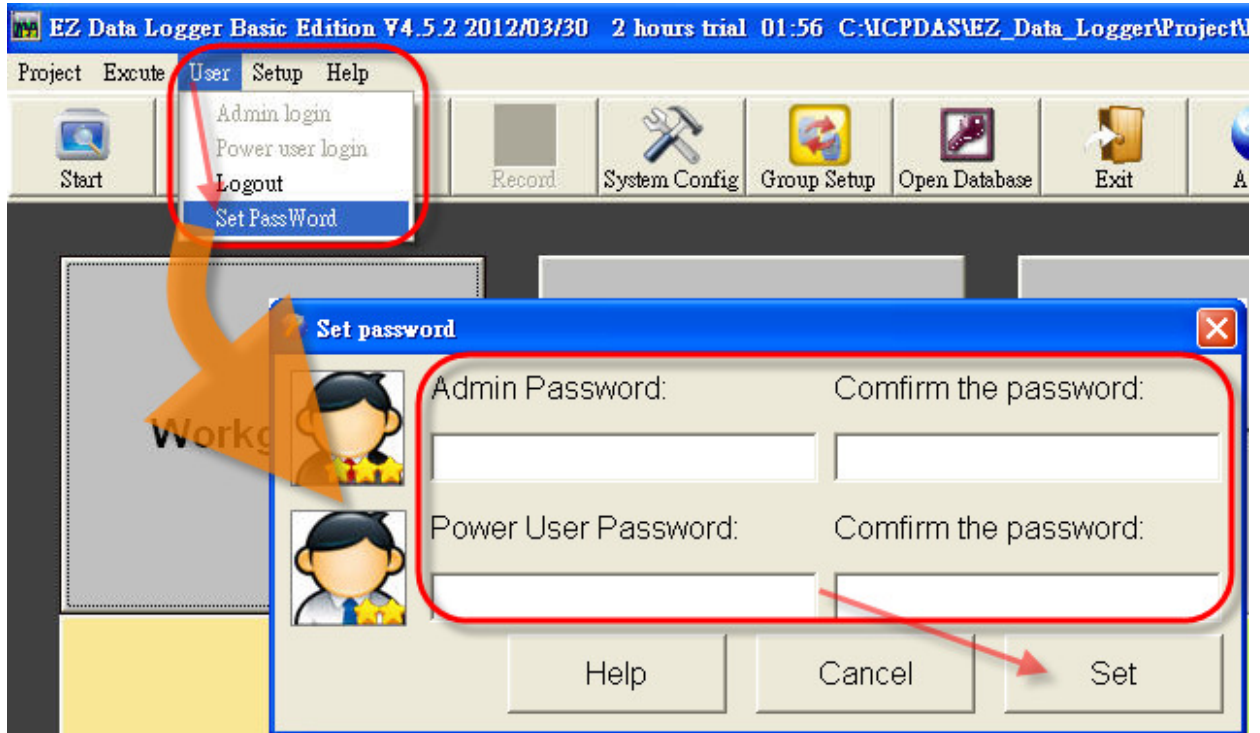 EZ Data Logger Basic Edition V4.5.2 2012/03/30 2 hours trial 01:56 C:\ICPDAS\EZ_Data_Logger\Project\
Project Excute User Setup Help
Admin login
Power user login
Logout
Set PassWord
Start Record System Config Group Setup Open Database Exit A
Set password
Admin Password: Comfirm the password:
Workg
Power User Password: Comfirm the password:
Help Cancel Set